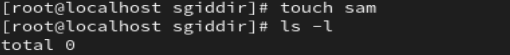 [root@localhost sgiddir]# touch sam
[root@localhost sgiddir]# ls -l
total 0